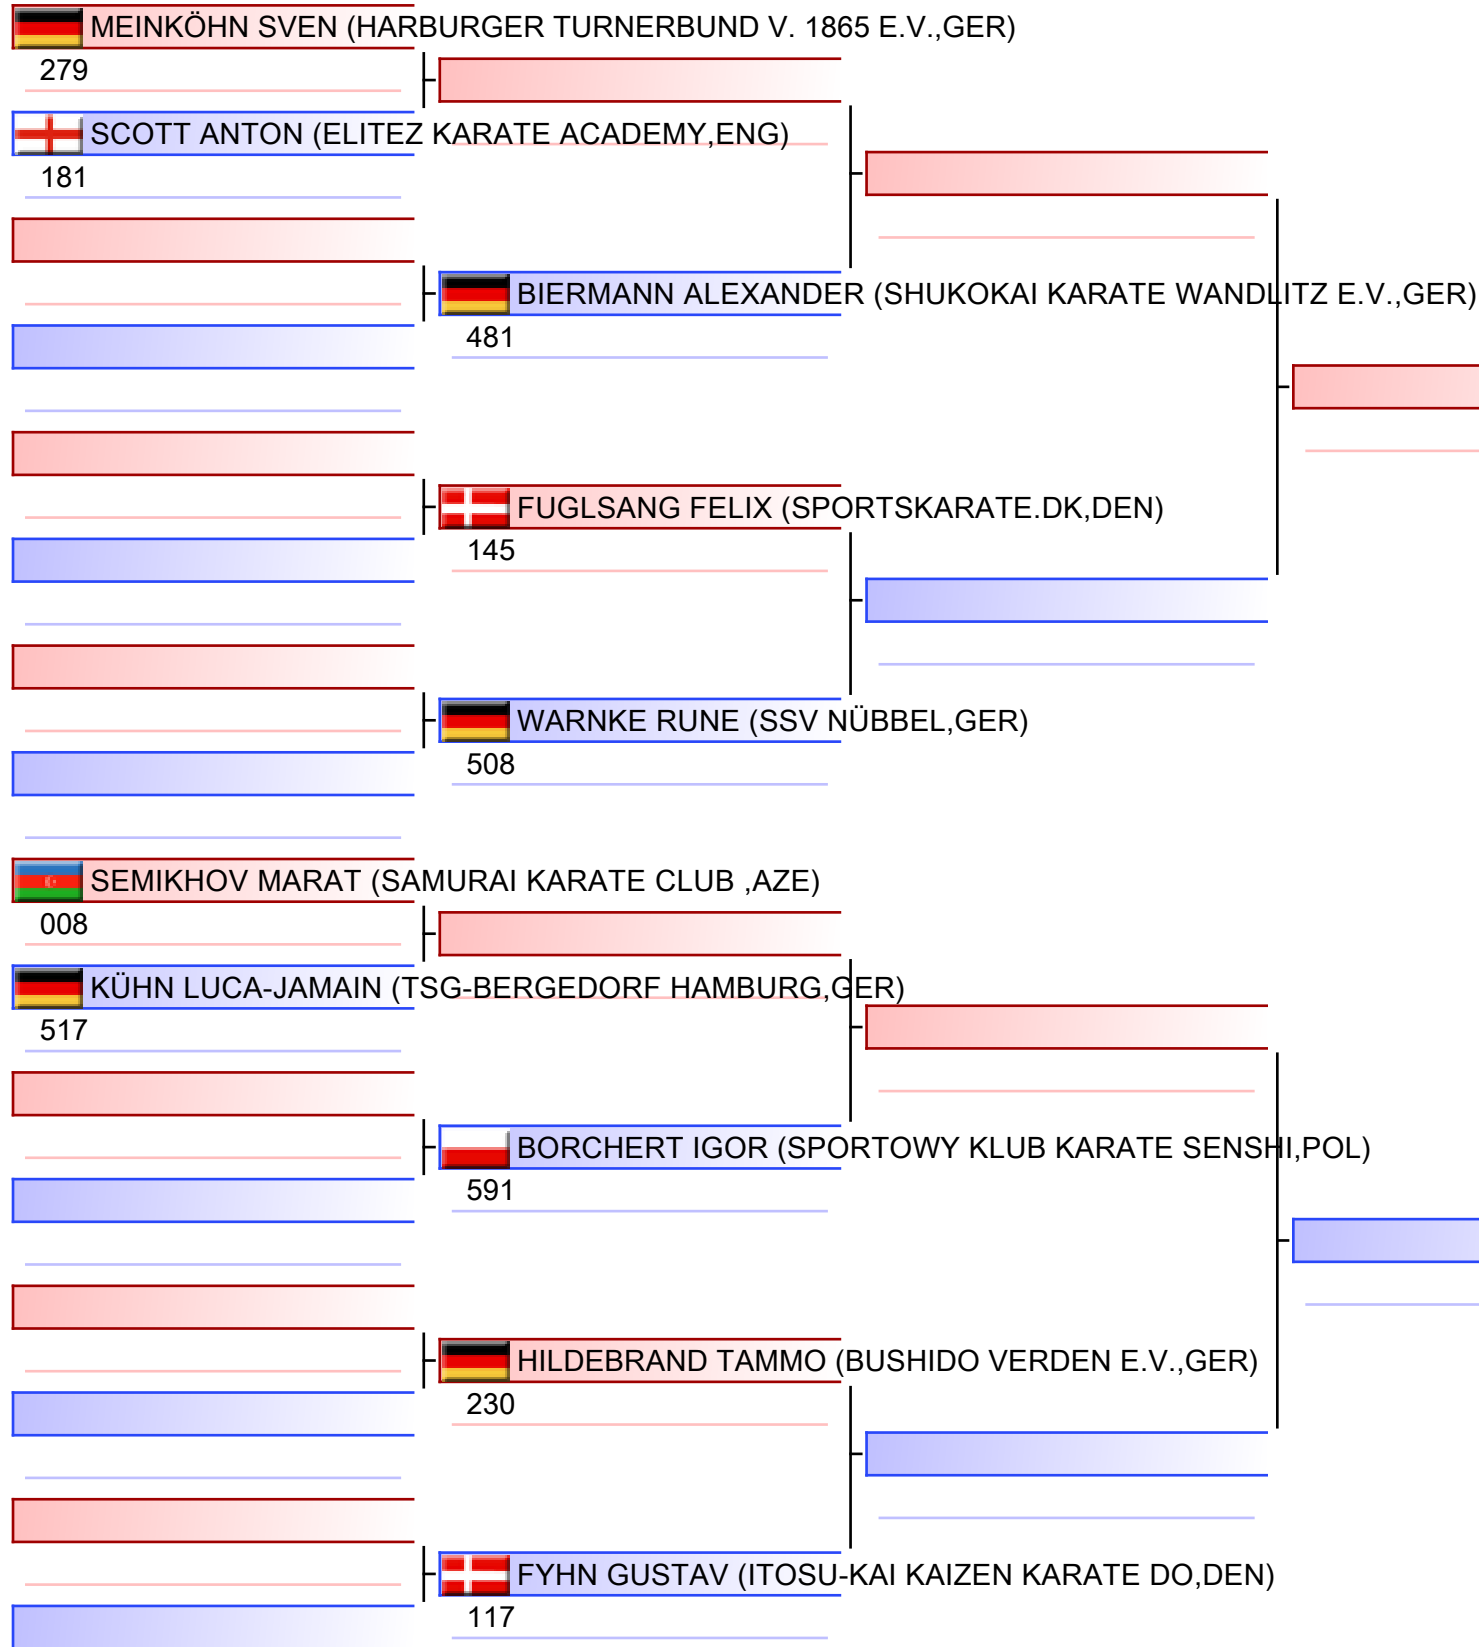 MEINKÖHN SVEN (HARBURGER TURNERBUND V. 1865 E.V.,GER)
279
SCOTT ANTON (ELITEZ KARATE ACADEMY,ENG)
181
BIERMANN ALEXANDER (SHUKOKAI KARATE WANDLITZ E.V.,GER)
481
FUGLSANG FELIX (SPORTSKARATE.DK,DEN)
145
WARNKE RUNE (SSV NÜBBEL,GER)
508
SEMIKHOV MARAT (SAMURAI KARATE CLUB ,AZE)
008
KÜHN LUCA-JAMAIN (TSG-BERGEDORF HAMBURG,GER)
517
BORCHERT IGOR (SPORTOWY KLUB KARATE SENSHI,POL)
591
HILDEBRAND TAMMO (BUSHIDO VERDEN E.V.,GER)
230
FYHN GUSTAV (ITOSU-KAI KAIZEN KARATE DO,DEN)
117